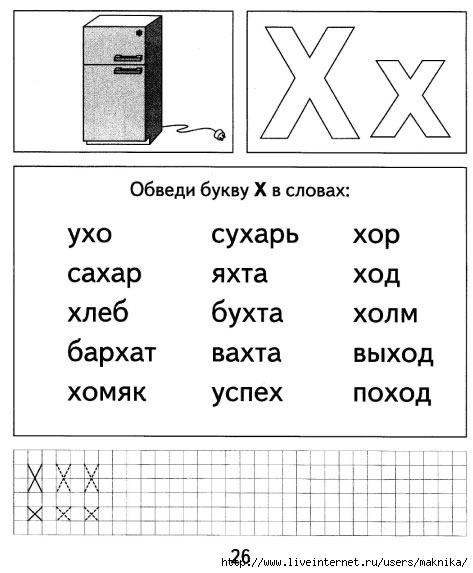 Х х
Обведи букву Х в словах:
ухо сухарь хор
сахар яхта ход
хлеб бухта холм
бархат вахта выход
хомяк успех поход
Х Х Х
х х х
26
http://www.liveinternet.ru/users/maknika/